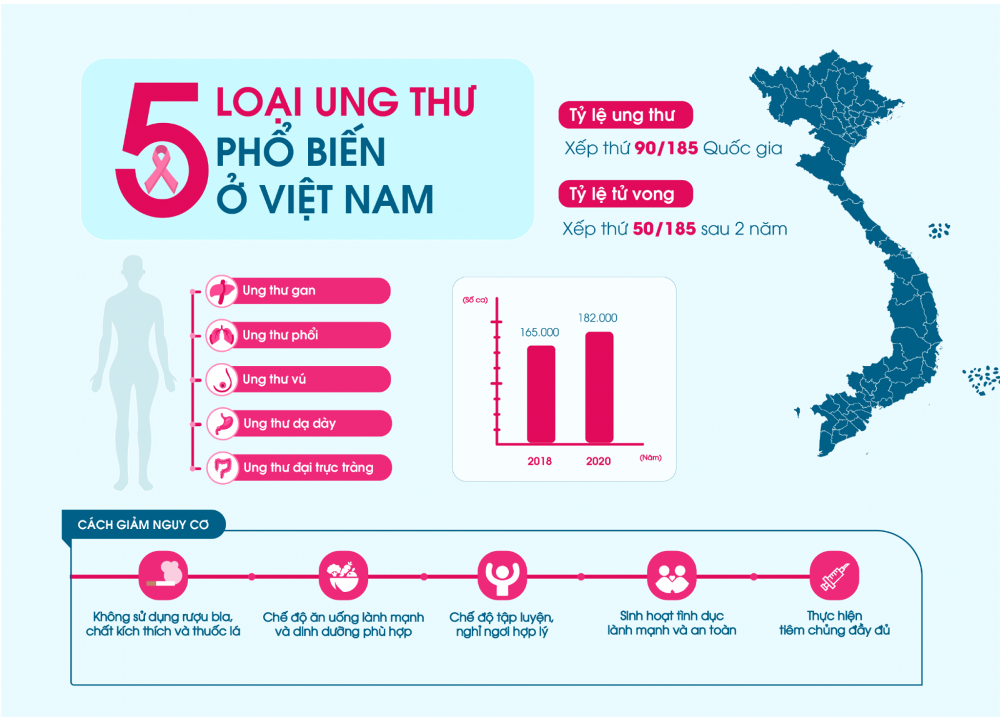 5
LOẠI UNG THƯ
PHỔ BIẾN
Ở VIỆT NAM
Tỷ lệ ung thư
Xếp thứ 90/185 Quốc gia
Tỷ lệ tử vong
Xếp thứ 50/185 sau 2 năm
Ung thư gan
Ung thư phổi
Ung thư vú
Ung thư dạ dày
Ung thư đại trực tràng
(Số ca)
165.000
182.000
2018
2020
(Năm)
CÁCH GIẢM NGUY CƠ
Không sử dụng rượu bia,
chất kích thích và thuốc lá
Chế độ ăn uống lành mạnh
và dinh dưỡng phù hợp
Chế độ tập luyện,
nghỉ ngơi hợp lý
Sinh hoạt tình dục
lành mạnh và an toàn
Thực hiện
tiêm chủng đầy đủ